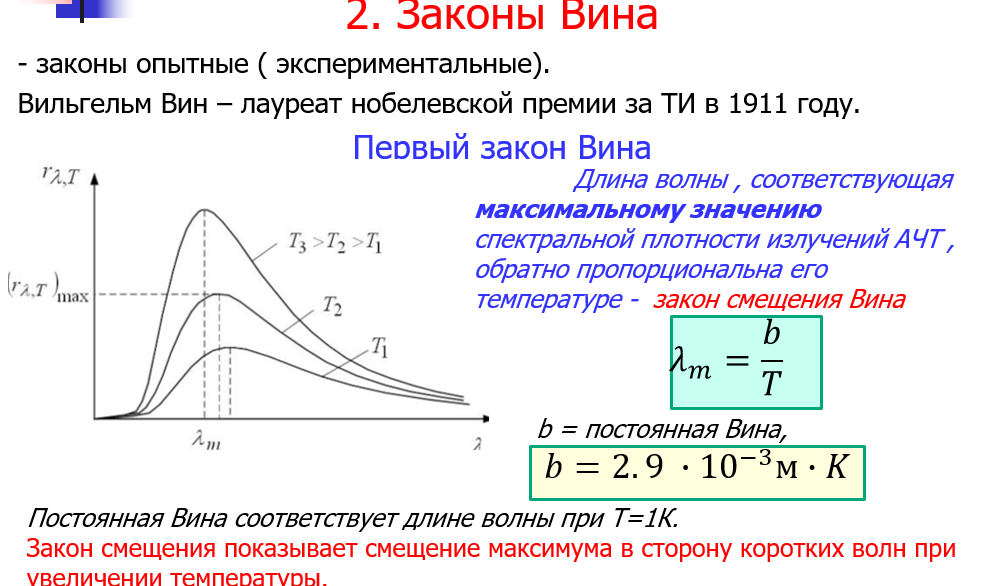 2. Законы Вина
- законы опытные ( экспериментальные).
Вильгельм Вин – лауреат нобелевской премии за ТИ в 1911 году.
Первый закон Вина
Длина волны , соответствующая
максимальному значению
спектральной плотности излучений АЧТ ,
обратно пропорциональна его
температуре - закон смещения Вина
r_{λ,T}
T_3 >T_2 >T_1
(r_{λ,T})_{max}
T_2
T_1
λ_m
λ
λ_m = b/T
b = постоянная Вина,
b = 2.9 · 10^{−3} м · K
Постоянная Вина соответствует длине волны при Т=1К.
Закон смещения показывает смещение максимума в сторону коротких волн при
увеличении температуры.